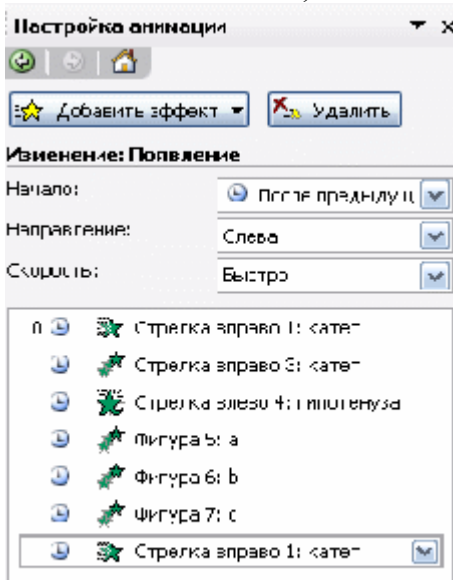 Настройка анимации
Добавить эффект
Удалить
Изменение: Появление
Начало:
После предыдущ
Направление:
Слева
Скорость:
Быстро
0 Стрелка вправо 1: катет
Стрелка вправо 3: катет
Стрелка влево 4: гипотенуза
Фигура 5: a
Фигура 6: b
Фигура 7: c
Стрелка вправо 1: катет